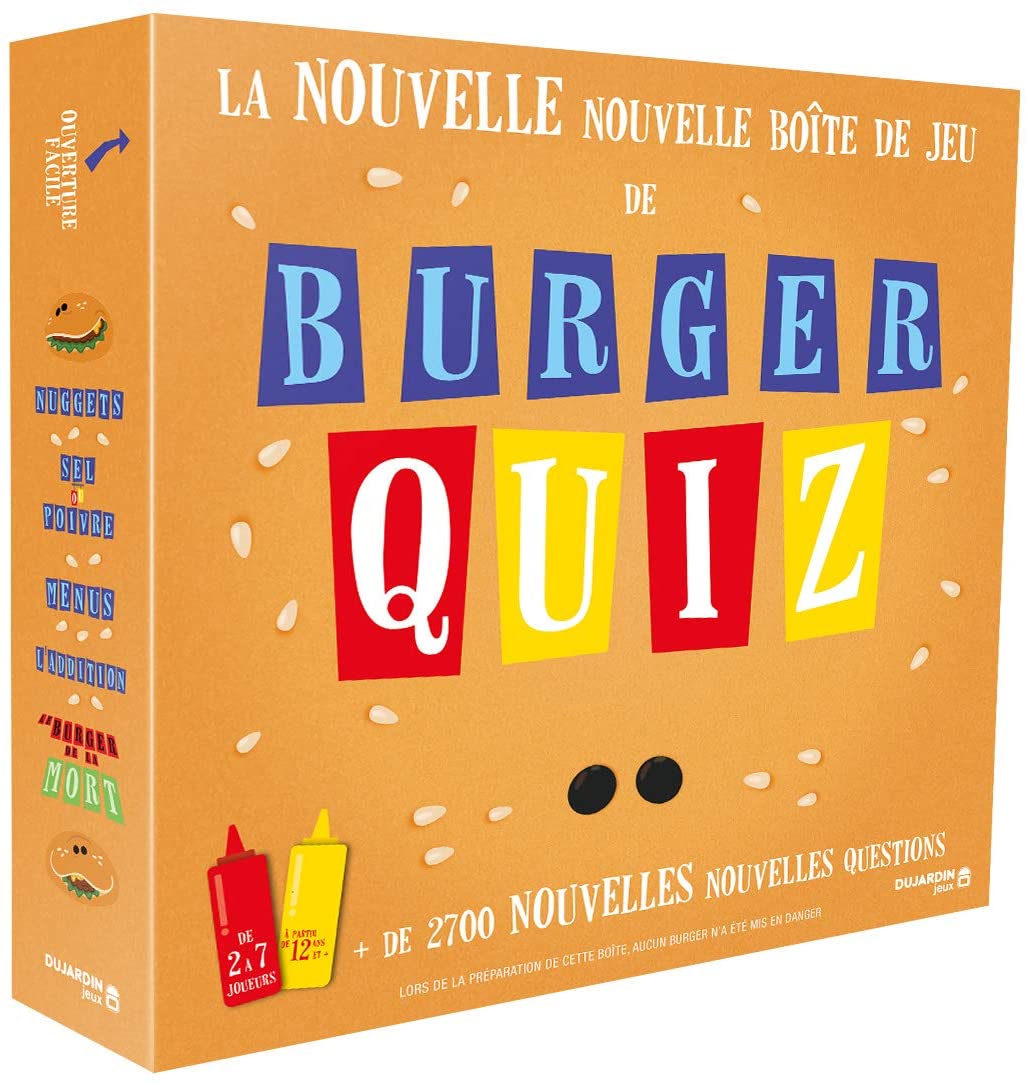 LA NOUVELLE NOUVELLE BOÎTE DE JEU
DE
BURGER
QUIZ
DE
2 À 7
JOUEURS
À PARTIR
DE 12 ANS
ET +
+ DE 2700 NOUVELLES NOUVELLES QUESTIONS
LORS DE LA PRÉPARATION DE CETTE BOÎTE, AUCUN BURGER N'A ÉTÉ MIS EN DANGER
DUJARDIN
jeux
OUVERTURE
FACILE
NUGGETS
SEL
OU
POIVRE
MENUS
L'ADDITION
LE BURGER
DE LA
MORT
DUJARDIN
jeux